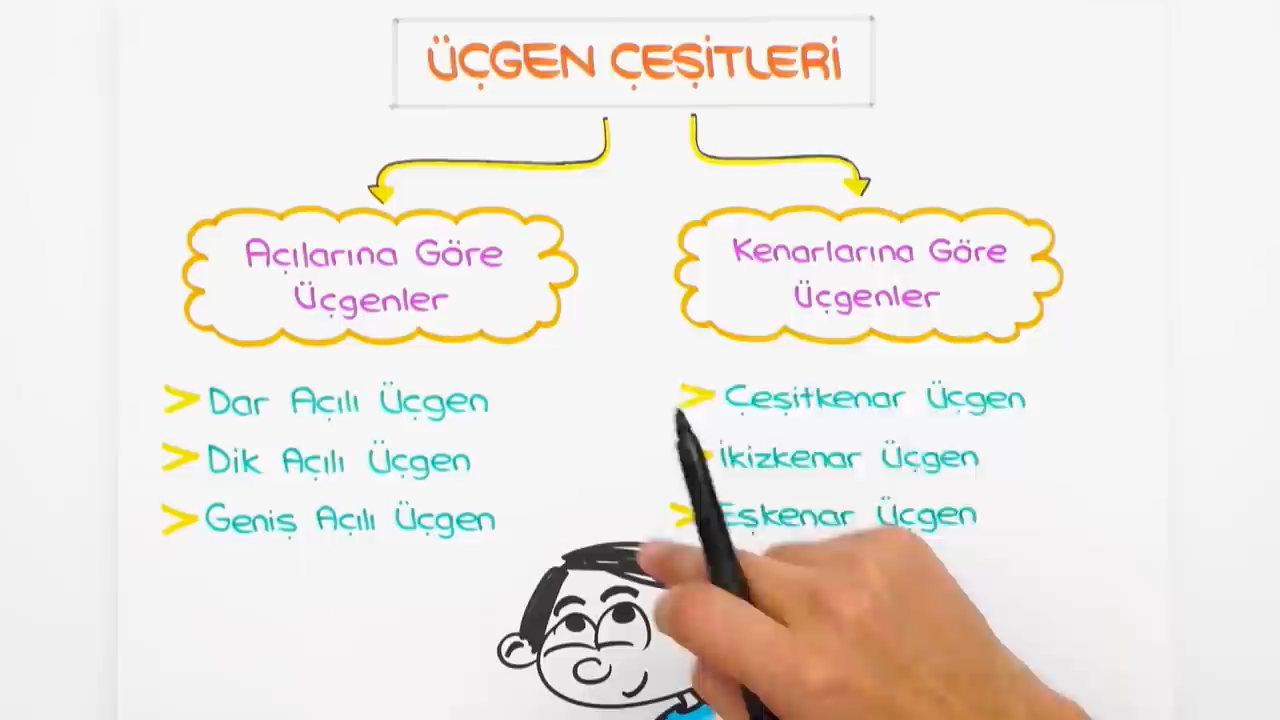 ÜÇGEN ÇEŞİTLERİ
Açılarına Göre
Üçgenler
Dar Açılı Üçgen
Dik Açılı Üçgen
Geniş Açılı Üçgen
Kenarlarına Göre
Üçgenler
Çeşitkenar Üçgen
İkizkenar Üçgen
Eşkenar Üçgen